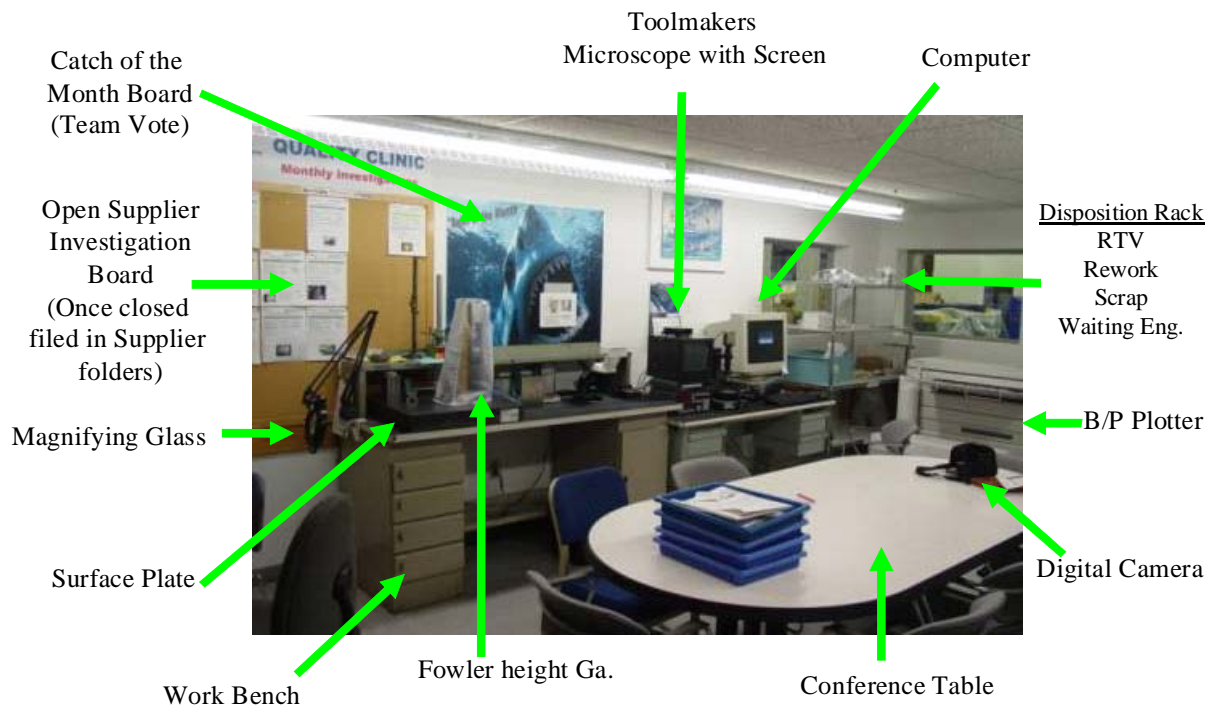 Toolmakers
Microscope with Screen
Computer
Catch of the
Month Board
(Team Vote)
QUALITY CLINIC
Monthly Investigations
Open Supplier
Investigation
Board
(Once closed
filed in Supplier
folders)
Disposition Rack
RTV
Rework
Scrap
Waiting Eng.
Magnifying Glass
B/P Plotter
Surface Plate
Digital Camera
Fowler height Ga.
Work Bench
Conference Table